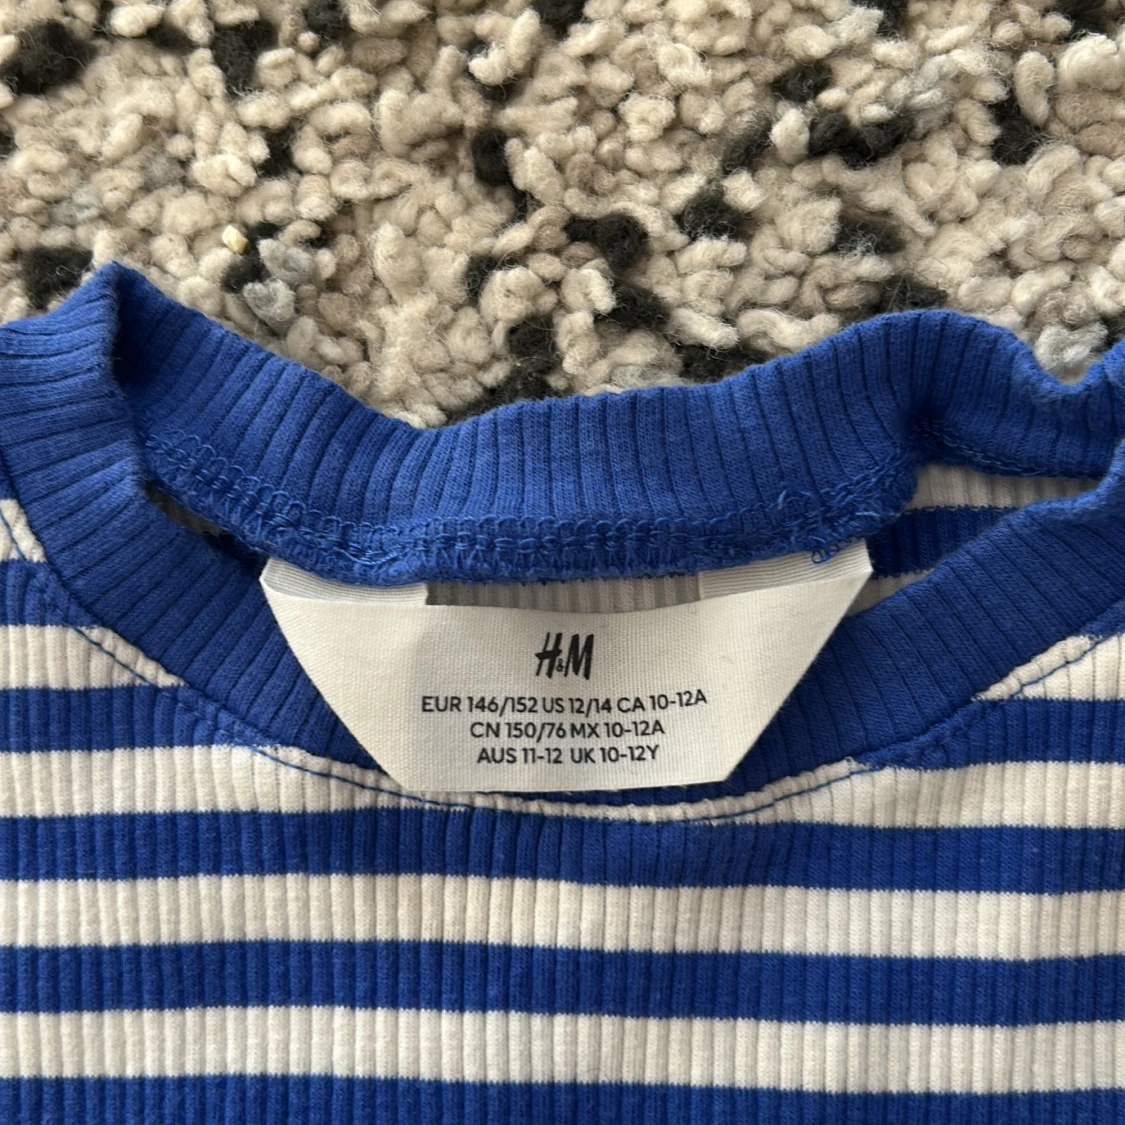 H&M
EUR 146/152 US 12/14 CA 10-12A
CN 150/76 MX 10-12A
AUS 11-12 UK 10-12Y